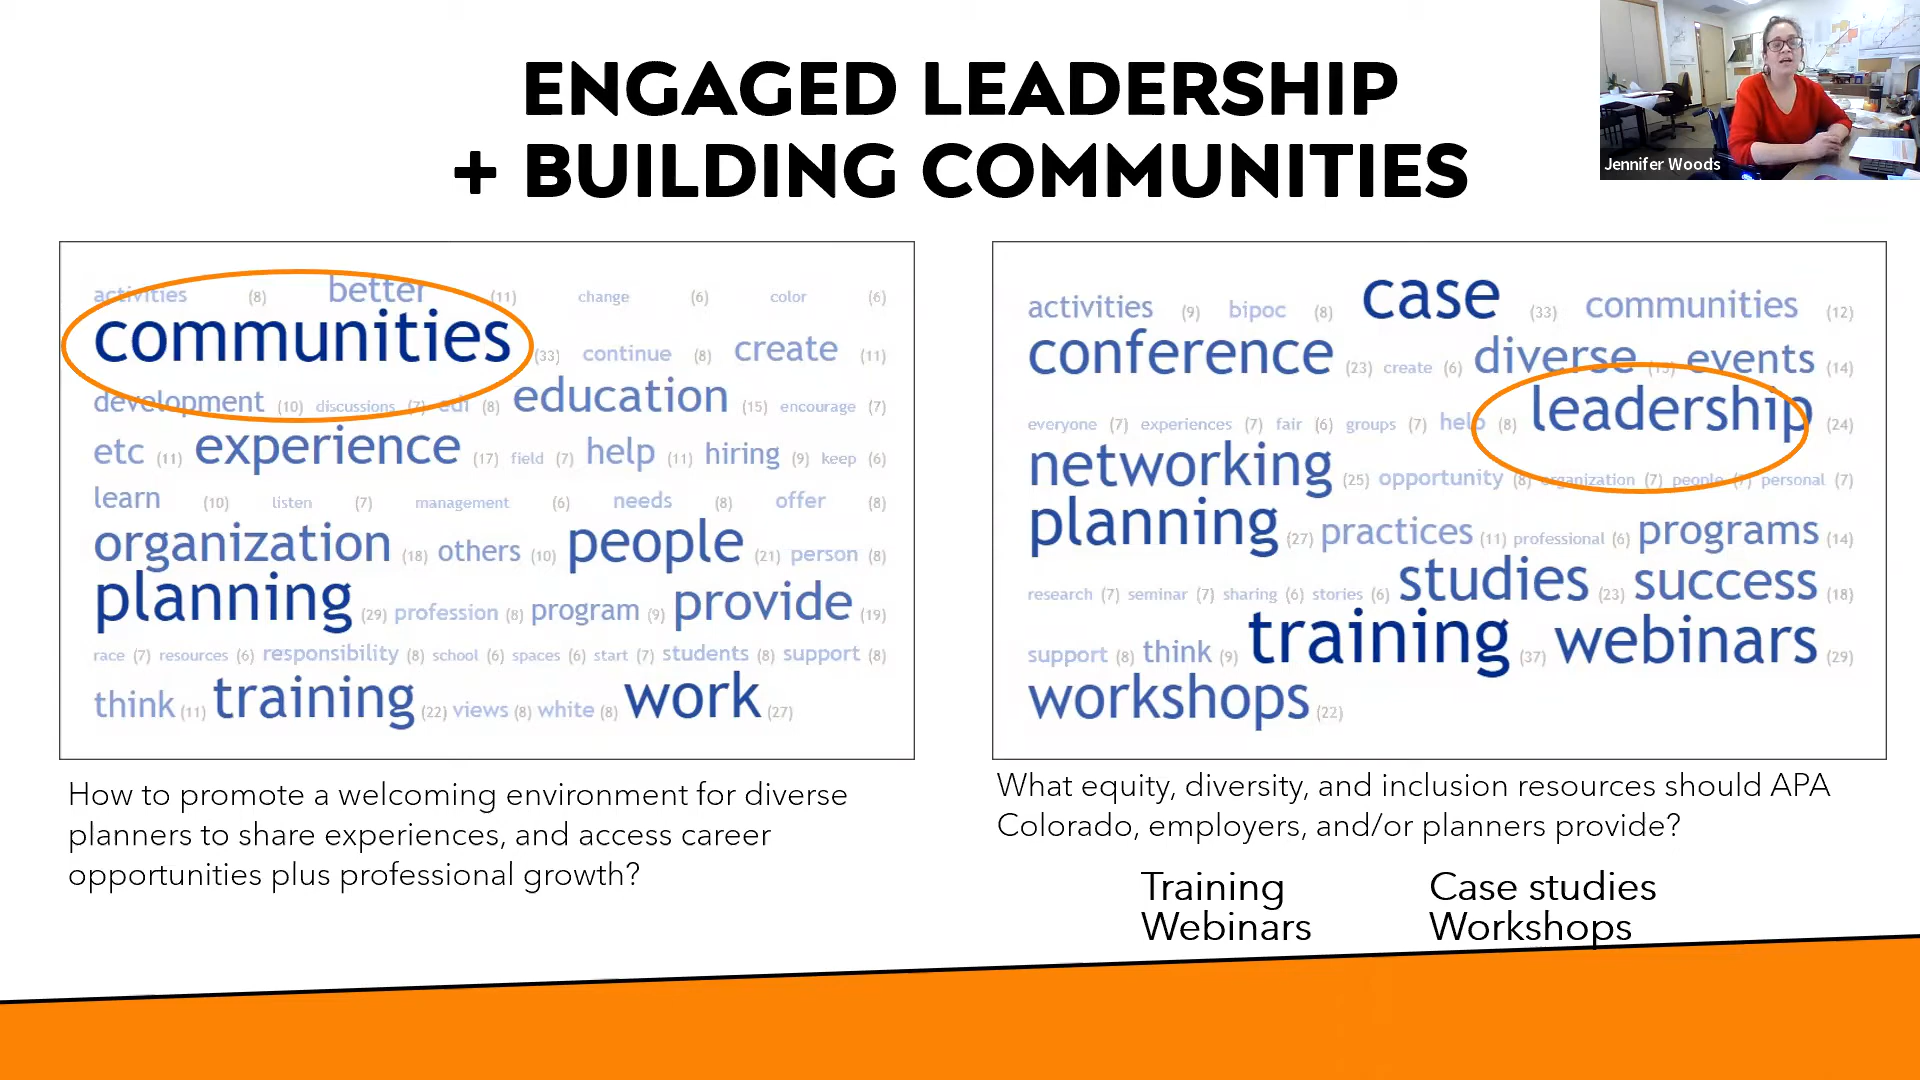 ENGAGED LEADERSHIP
+ BUILDING COMMUNITIES
Jennifer Woods
activities (8) better (11) change (6) color (6)
communities (33) continue (8) create (11)
development (10) discussions (7) edi (8) education (15) encourage (7)
etc (11) experience (17) field (7) help (11) hiring (9) keep (6)
learn (10) listen (7) management (6) needs (8) offer (8)
organization (18) others (10) people (21) person (8)
planning (29) profession (8) program (9) provide (19)
race (7) resources (6) responsibility (8) school (6) spaces (6) start (7) students (8) support (8)
think (11) training (22) views (8) white (8) work (27)
activities (9) bipoc (8) case (33) communities (12)
conference (23) create (6) diverse events (14)
everyone (7) experiences (7) fair (6) groups (7) help (8) leadership (24)
networking (25) opportunity (8) organization (7) people (7) personal (7)
planning (27) practices (11) professional (6) programs (14)
research (7) seminar (7) sharing (6) stories (6) studies (23) success (18)
support (8) think (9) training (37) webinars (29)
workshops (22)
How to promote a welcoming environment for diverse
planners to share experiences, and access career
opportunities plus professional growth?
What equity, diversity, and inclusion resources should APA
Colorado, employers, and/or planners provide?
Training Case studies
Webinars Workshops